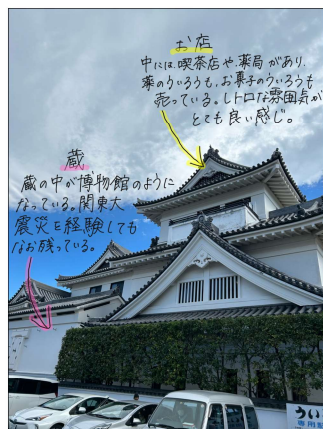 お店
中には、喫茶店や、薬局があり、
薬のういろうも、お菓子のういろうも
売っている。レトロな雰囲気が
とても良い感じ。
蔵
蔵の中が博物館のように
なっている。関東大
震災を経験しても
なお残っている。
うい
専用